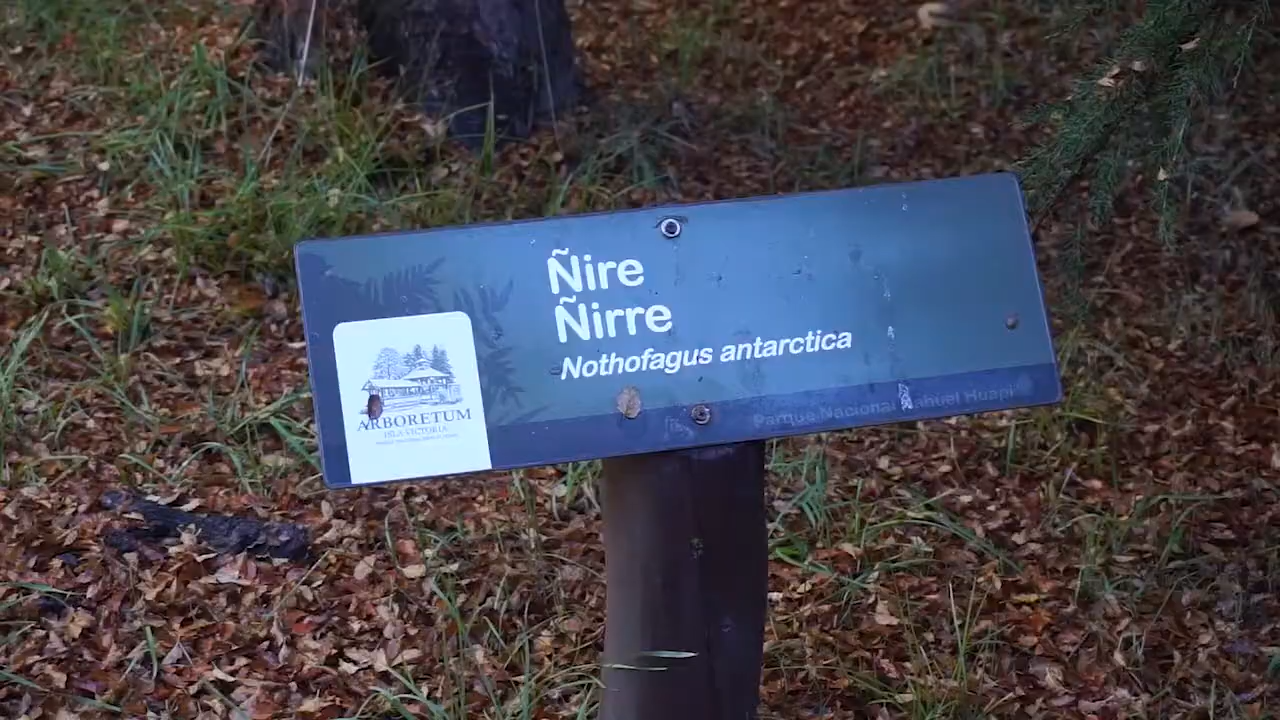 Ñire
Ñirre
Nothofagus antarctica
Parque Nacional Nahuel Huapi
ARBORETUM
ISLA VICTORIA